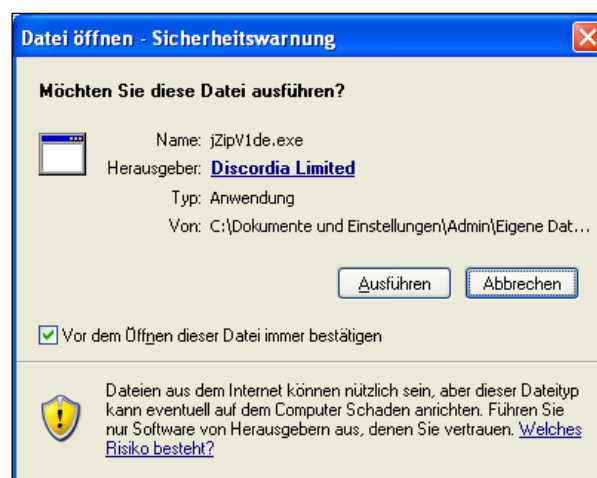 Datei öffnen - Sicherheitswarnung
Möchten Sie diese Datei ausführen?
Name: jZipV1de.exe
Herausgeber: Discordia Limited
Typ: Anwendung
Von: C:\Dokumente und Einstellungen\Admin\Eigene Dat...
Ausführen Abbrechen
Vor dem Öffnen dieser Datei immer bestätigen
Dateien aus dem Internet können nützlich sein, aber dieser Dateityp
kann eventuell auf dem Computer Schaden anrichten. Führen Sie
nur Software von Herausgebern aus, denen Sie vertrauen. Welches
Risiko besteht?